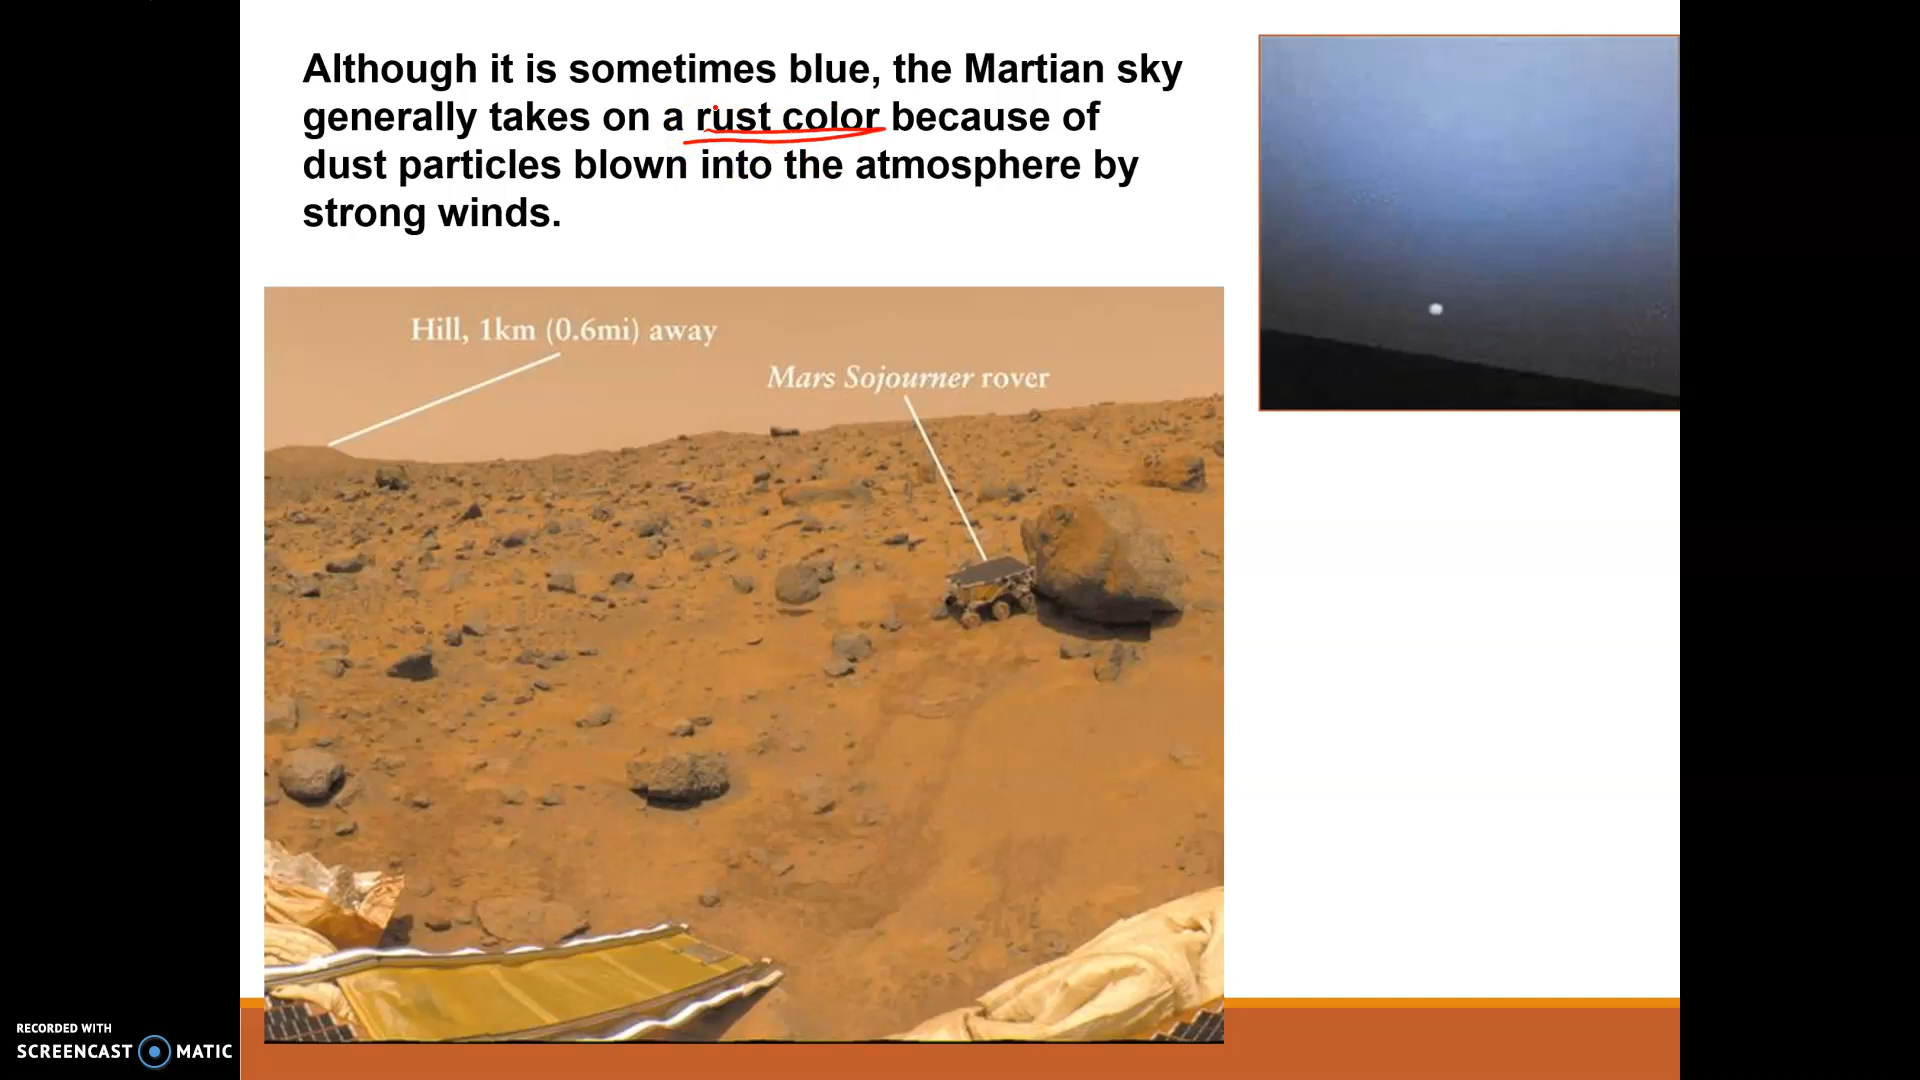 Although it is sometimes blue, the Martian sky
generally takes on a rust color because of
dust particles blown into the atmosphere by
strong winds.
Hill, 1km (0.6mi) away
Mars Sojourner rover
RECORDED WITH
SCREENCAST MATIC